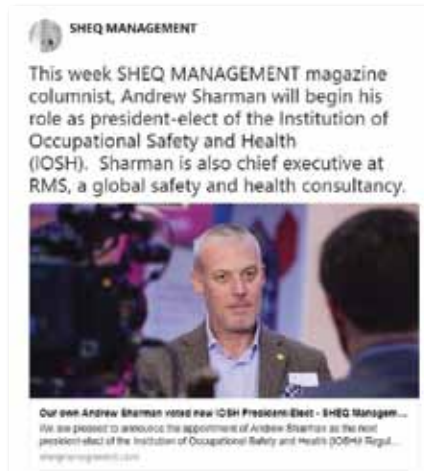 SHEQ MANAGEMENT
This week SHEQ MANAGEMENT magazine
columnist, Andrew Sharman will begin his
role as president-elect of the Institution of
Occupational Safety and Health
(IOSH). Sharman is also chief executive at
RMS, a global safety and health consultancy.
Our own Andrew Sharman voted new IOSH President-Elect - SHEQ Managem...
We are pleased to announce the appointment of Andrew Sharman as the next
president-elect of the Institution of Occupational Safety and Health (IOSH)! Regul...
sheqmanagement.com